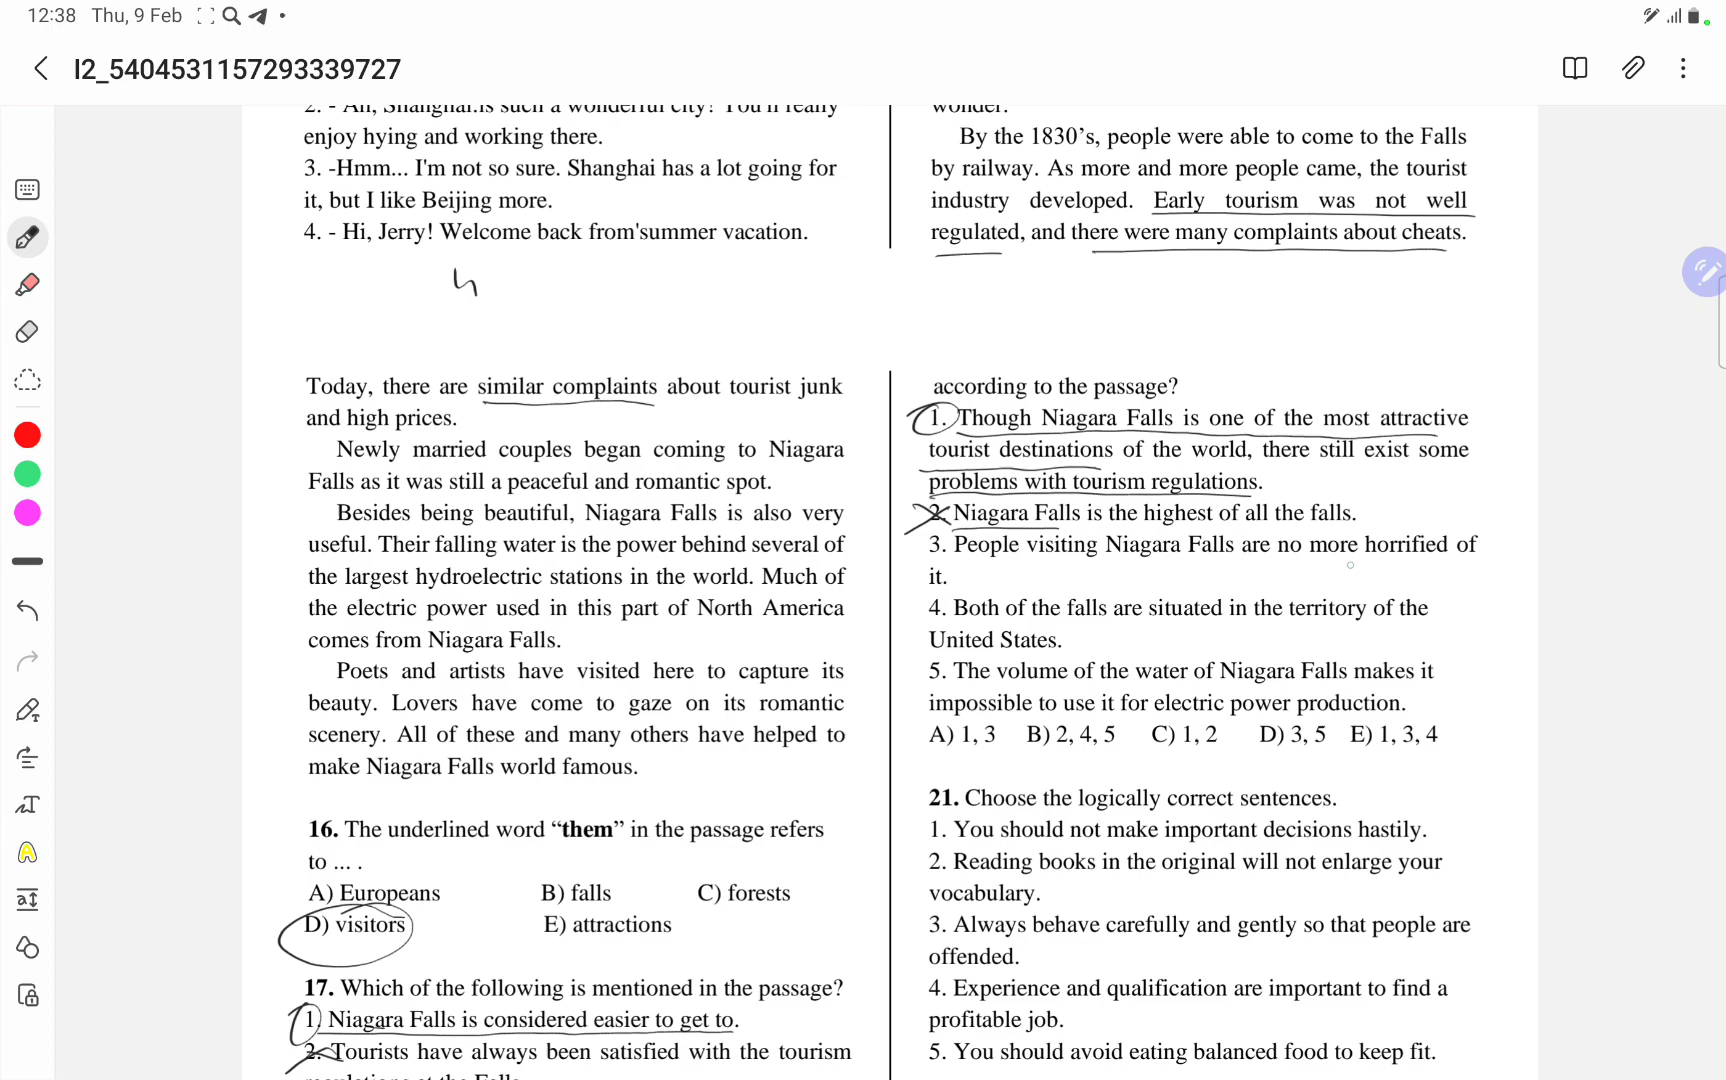 12:38 Thu, 9 Feb
I2_5404531157293339727
2. - Ah, Shanghai.is such a wonderful city! You'll really
enjoy hying and working there.
3. -Hmm... I'm not so sure. Shanghai has a lot going for
it, but I like Beijing more.
4. - Hi, Jerry! Welcome back from'summer vacation.
Today, there are similar complaints about tourist junk
and high prices.
Newly married couples began coming to Niagara
Falls as it was still a peaceful and romantic spot.
Besides being beautiful, Niagara Falls is also very
useful. Their falling water is the power behind several of
the largest hydroelectric stations in the world. Much of
the electric power used in this part of North America
comes from Niagara Falls.
Poets and artists have visited here to capture its
beauty. Lovers have come to gaze on its romantic
scenery. All of these and many others have helped to
make Niagara Falls world famous.
16. The underlined word “them” in the passage refers
to ... .
A) Europeans B) falls C) forests
D) visitors E) attractions
17. Which of the following is mentioned in the passage?
1. Niagara Falls is considered easier to get to.
2. Tourists have always been satisfied with the tourism
wonder.
By the 1830’s, people were able to come to the Falls
by railway. As more and more people came, the tourist
industry developed. Early tourism was not well
regulated, and there were many complaints about cheats.
according to the passage?
1. Though Niagara Falls is one of the most attractive
tourist destinations of the world, there still exist some
problems with tourism regulations.
2. Niagara Falls is the highest of all the falls.
3. People visiting Niagara Falls are no more horrified of
it.
4. Both of the falls are situated in the territory of the
United States.
5. The volume of the water of Niagara Falls makes it
impossible to use it for electric power production.
A) 1, 3 B) 2, 4, 5 C) 1, 2 D) 3, 5 E) 1, 3, 4
21. Choose the logically correct sentences.
1. You should not make important decisions hastily.
2. Reading books in the original will not enlarge your
vocabulary.
3. Always behave carefully and gently so that people are
offended.
4. Experience and qualification are important to find a
profitable job.
5. You should avoid eating balanced food to keep fit.